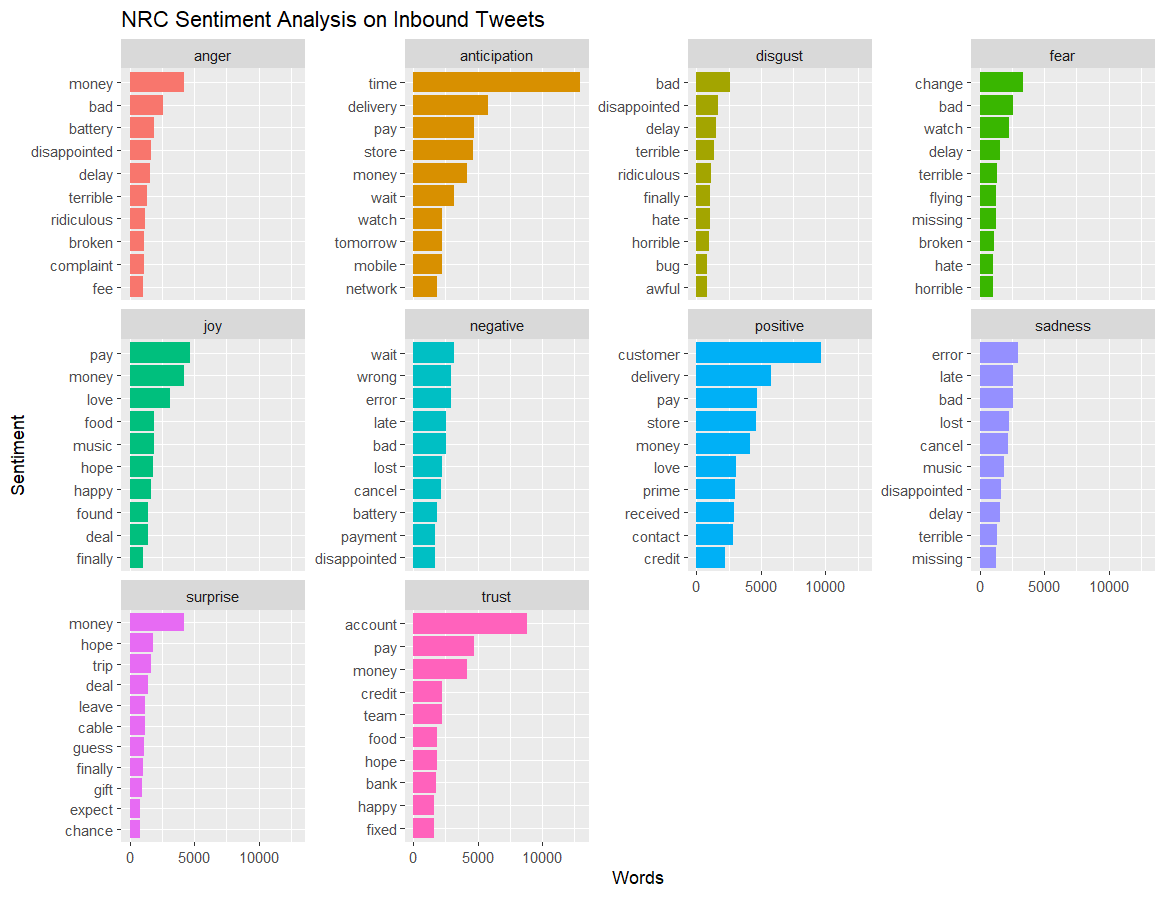 NRC Sentiment Analysis on Inbound Tweets
anger
money
bad
battery
disappointed
delay
terrible
ridiculous
broken
complaint
fee
anticipation
time
delivery
pay
store
money
wait
watch
tomorrow
mobile
network
disgust
bad
disappointed
delay
terrible
ridiculous
finally
hate
horrible
bug
awful
fear
change
bad
watch
delay
terrible
flying
missing
broken
hate
horrible
joy
pay
money
love
food
music
hope
happy
found
deal
finally
negative
wait
wrong
error
late
bad
lost
cancel
battery
payment
disappointed
positive
customer
delivery
pay
store
money
love
prime
received
contact
credit
0 5000 10000
sadness
error
late
bad
lost
cancel
music
disappointed
delay
terrible
missing
0 5000 10000
surprise
money
hope
trip
deal
leave
cable
guess
finally
gift
expect
chance
0 5000 10000
trust
account
pay
money
credit
team
food
hope
bank
happy
fixed
0 5000 10000
Sentiment
Words